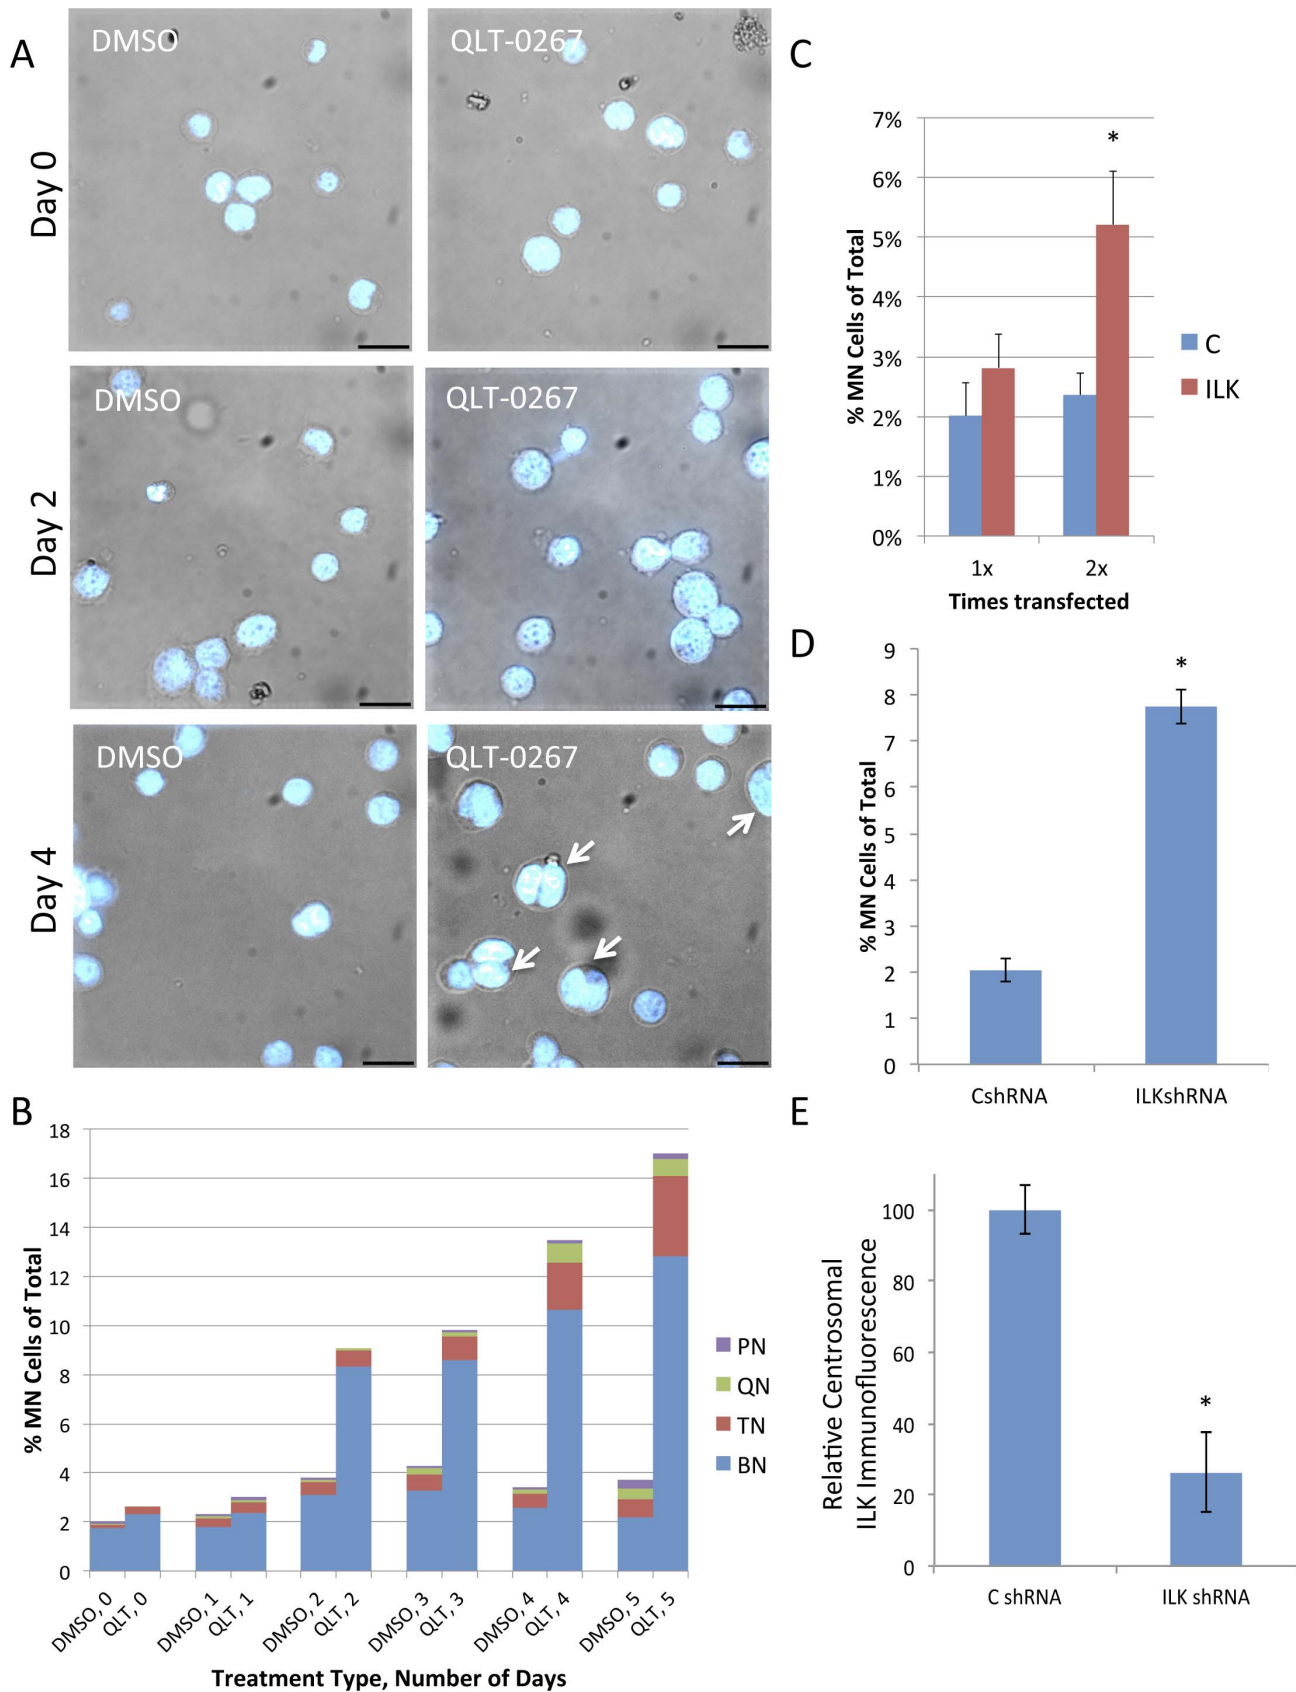 A
DMSO
QLT-0267
Day 0
DMSO
QLT-0267
Day 2
DMSO
QLT-0267
Day 4
B
18
16
14
12
10
8
6
4
2
0
% MN Cells of Total
PN
QN
TN
BN
DMSO, 0
QLT, 0
DMSO, 1
QLT, 1
DMSO, 2
QLT, 2
DMSO, 3
QLT, 3
DMSO, 4
QLT, 4
DMSO, 5
QLT, 5
Treatment Type, Number of Days
C
7%
6%
5%
4%
3%
2%
1%
0%
% MN Cells of Total
*
C
ILK
1x
2x
Times transfected
D
9
8
7
6
5
4
3
2
1
0
% MN Cells of Total
*
CshRNA
ILKshRNA
E
100
80
60
40
20
0
Relative Centrosomal
ILK Immunofluorescence
*
C shRNA
ILK shRNA